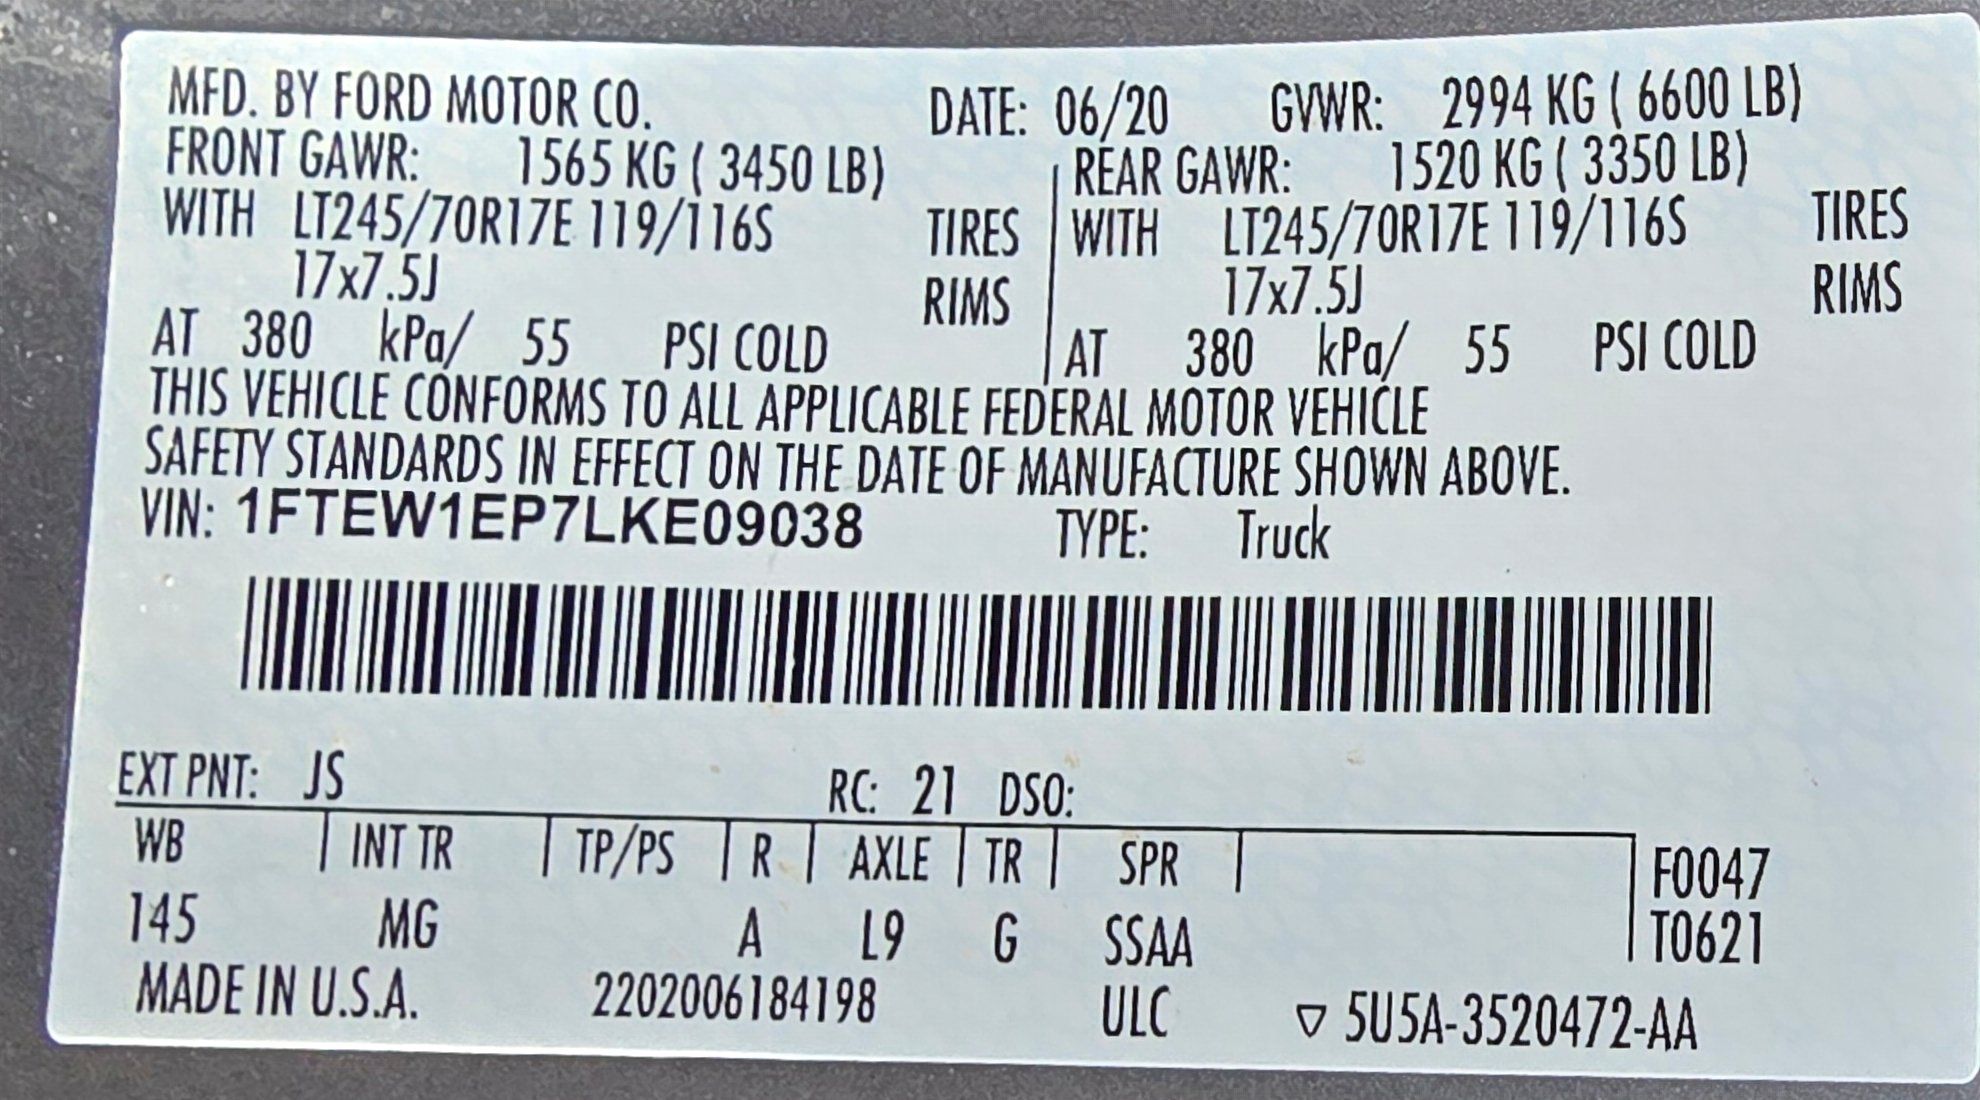 MFD. BY FORD MOTOR CO. DATE: 06/20 GVWR: 2994 KG ( 6600 LB)
FRONT GAWR: 1565 KG ( 3450 LB) REAR GAWR: 1520 KG ( 3350 LB)
WITH LT245/70R17E 119/116S TIRES WITH LT245/70R17E 119/116S TIRES
17x7.5J RIMS 17x7.5J RIMS
AT 380 kPa/ 55 PSI COLD AT 380 kPa/ 55 PSI COLD
THIS VEHICLE CONFORMS TO ALL APPLICABLE FEDERAL MOTOR VEHICLE
SAFETY STANDARDS IN EFFECT ON THE DATE OF MANUFACTURE SHOWN ABOVE.
VIN: 1FTEW1EP7LKE09038 TYPE: Truck
EXT PNT: JS RC: 21 DSO:
WB INT TR TP/PS R AXLE TR SPR F0047
145 MG A L9 G SSAA T0621
MADE IN U.S.A. 2202006184198 ULC ▽ 5U5A-3520472-AA